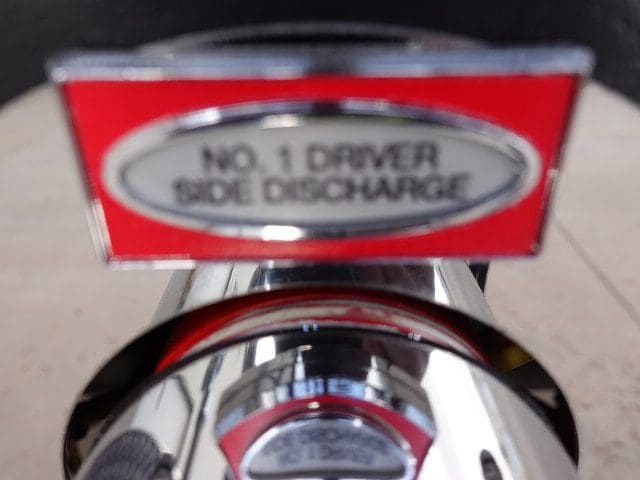 NO. 1 DRIVER
SIDE DISCHARGE